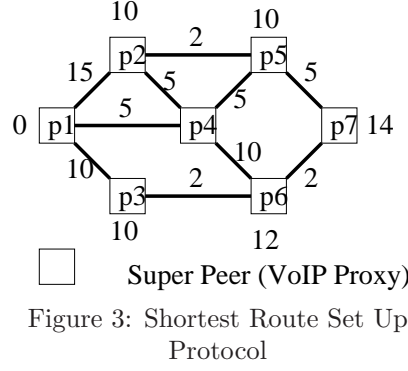 10 10
2
p2 p5
15 5 5 5
5
0 p1 p4 p7 14
10 10
2 2
p3 p6
10
12
Super Peer (VoIP Proxy)
Figure 3: Shortest Route Set Up
Protocol